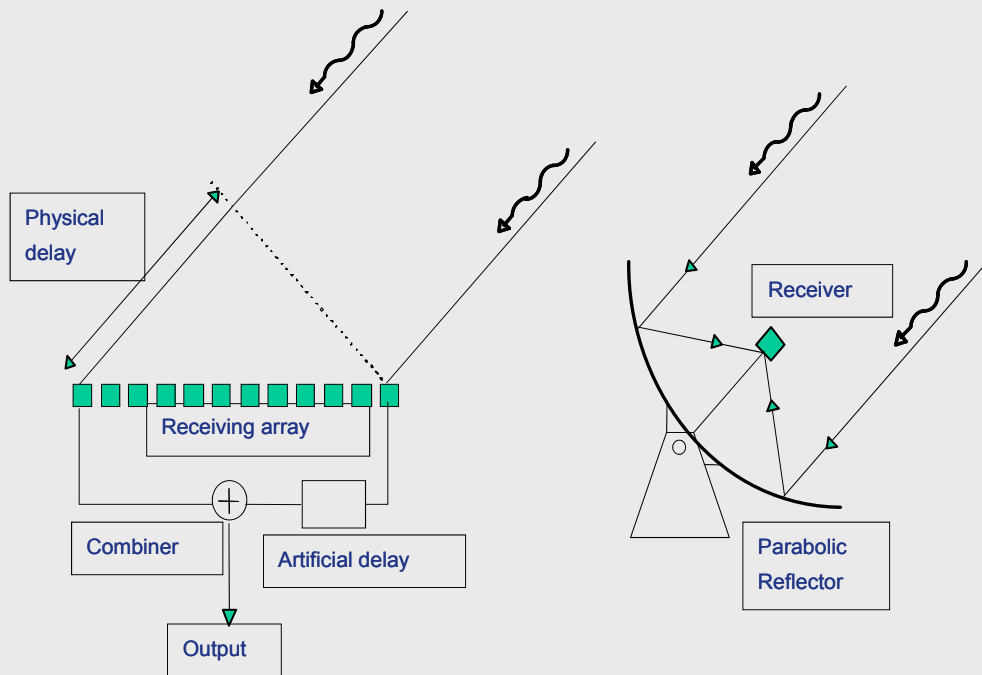 Physical
delay
Receiver
Receiving array
Combiner
Artificial delay
Parabolic
Reflector
Output